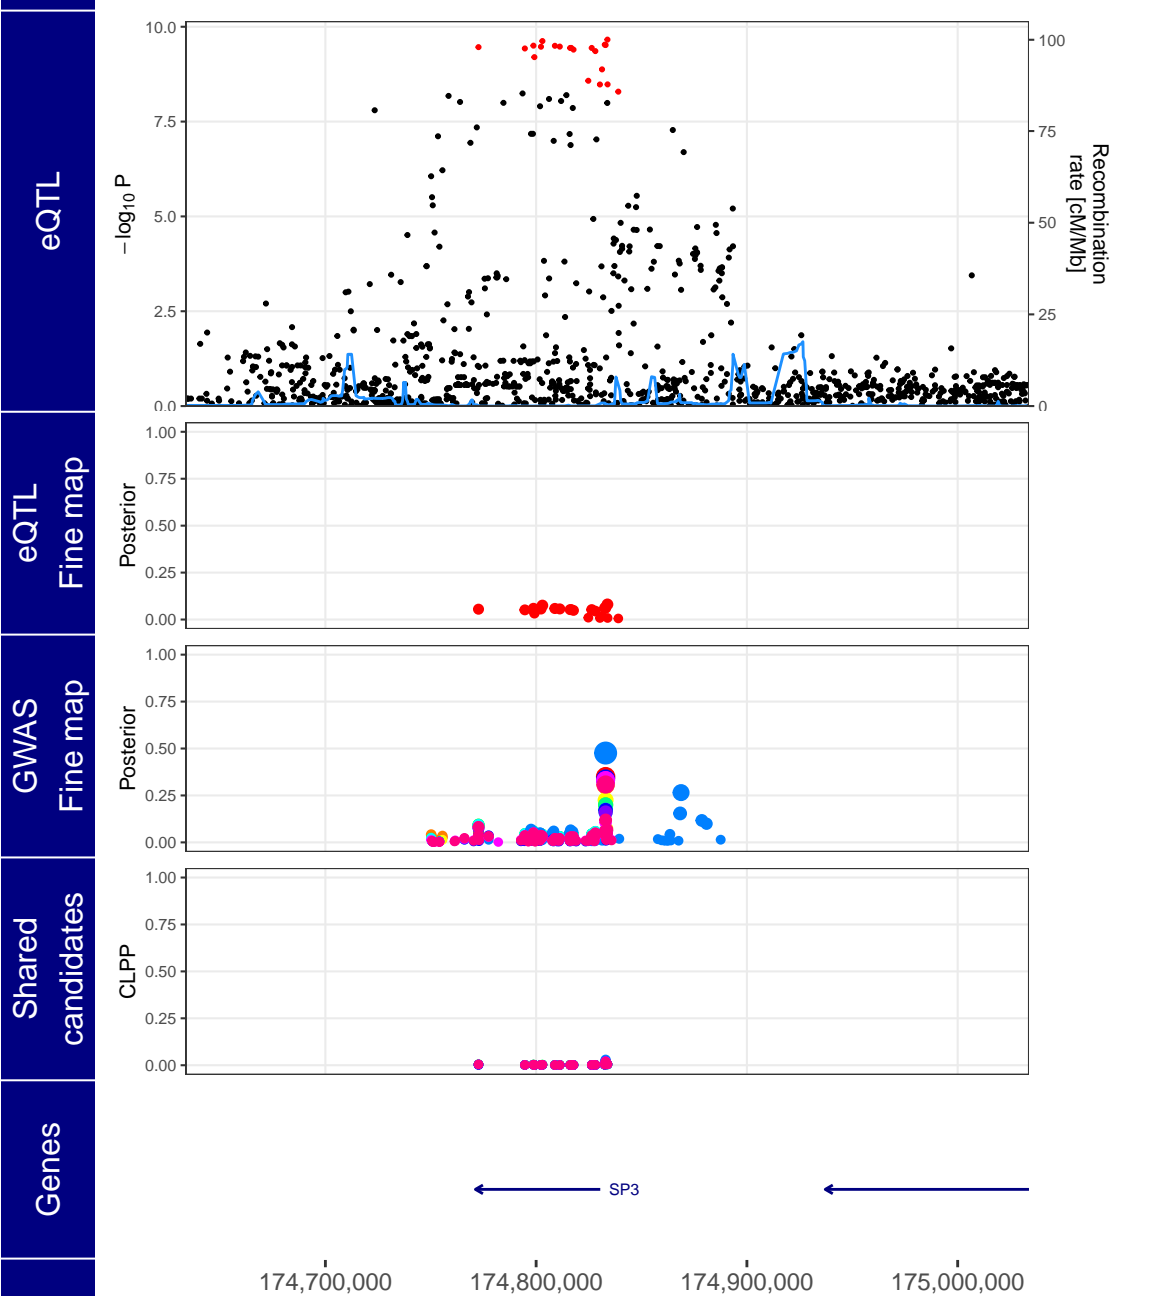 eQTL
10.0
7.5
5.0
2.5
0.0
−log10 P
100
75
50
25
0
Recombination
rate [cM/Mb]
eQTL
Fine map
1.00
0.75
0.50
0.25
0.00
Posterior
GWAS
Fine map
1.00
0.75
0.50
0.25
0.00
Posterior
Shared
candidates
1.00
0.75
0.50
0.25
0.00
CLPP
Genes
SP3
174,700,000
174,800,000
174,900,000
175,000,000